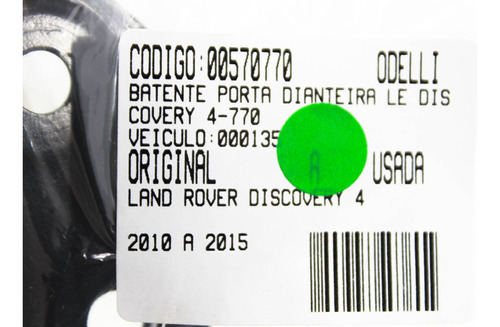 CODIGO:00570770 ODELLI
BATENTE PORTA DIANTEIRA LE DIS
COVERY 4-770
VEICULO:000135
ORIGINAL A USADA
LAND ROVER DISCOVERY 4
2010 A 2015